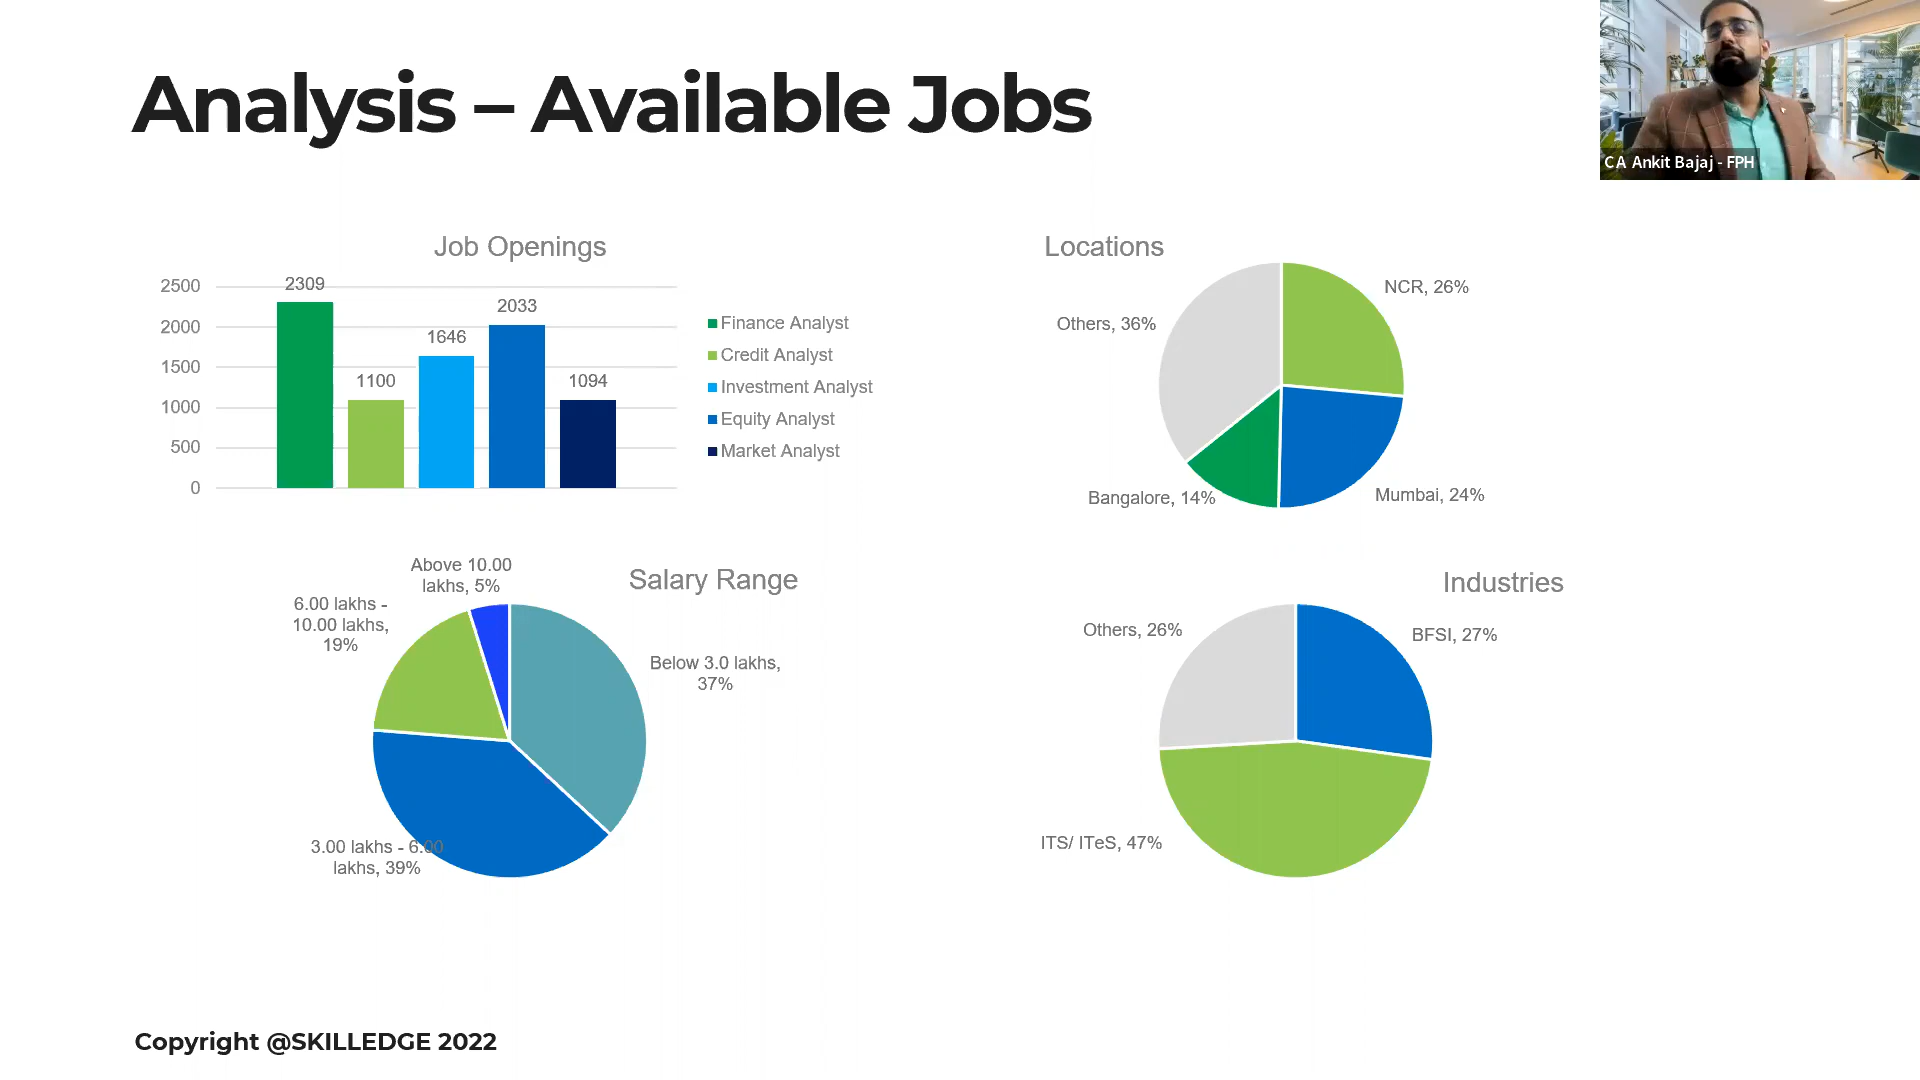 Analysis – Available Jobs
CA Ankit Bajaj - FPH
Job Openings
2500
2000
1500
1000
500
0
2309
1100
1646
2033
1094
Finance Analyst
Credit Analyst
Investment Analyst
Equity Analyst
Market Analyst
Locations
NCR, 26%
Others, 36%
Bangalore, 14%
Mumbai, 24%
Salary Range
Above 10.00
lakhs, 5%
6.00 lakhs -
10.00 lakhs,
19%
Below 3.0 lakhs,
37%
3.00 lakhs - 6.00
lakhs, 39%
Industries
Others, 26%
BFSI, 27%
ITS/ ITeS, 47%
Copyright @SKILLEDGE 2022